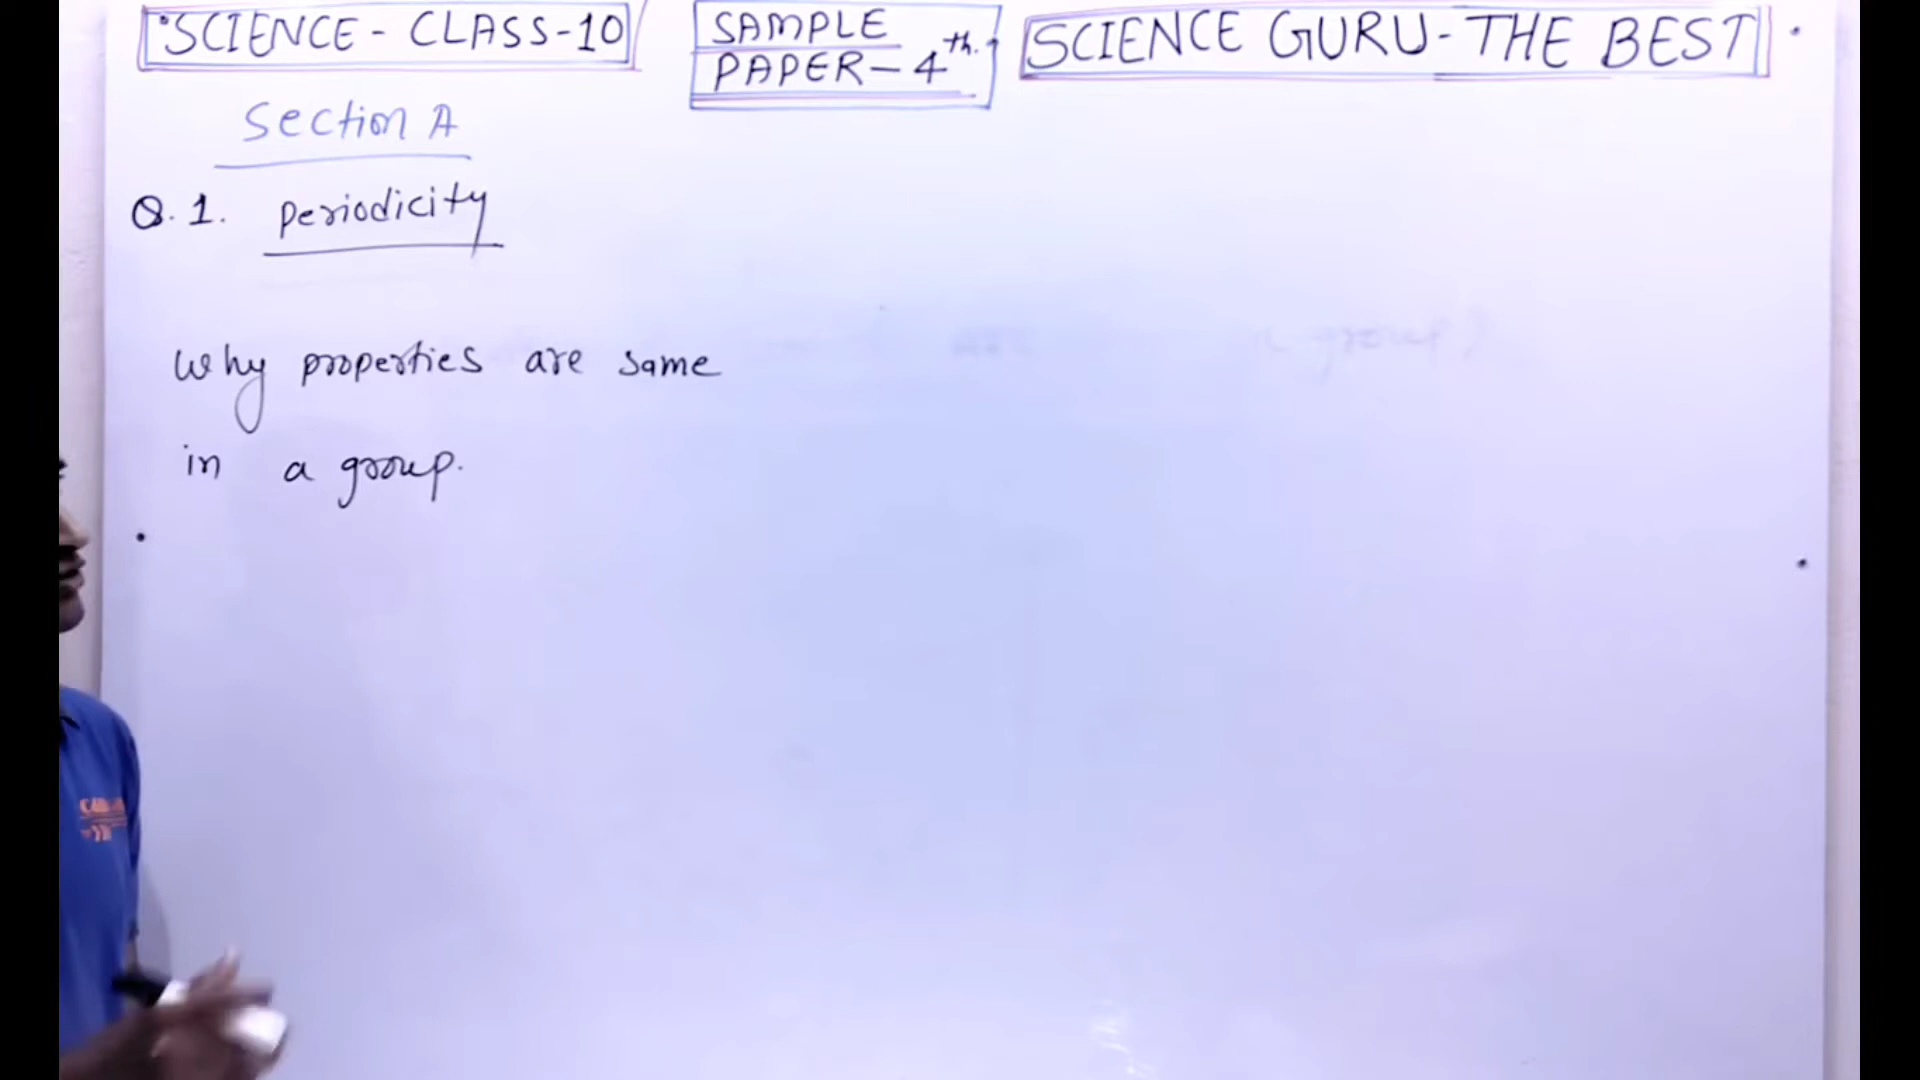 SCIENCE - CLASS-10
SAMPLE
PAPER - 4th.
SCIENCE GURU - THE BEST
Section A
Q. 1. periodicity
Why properties are same
in a group.
group?